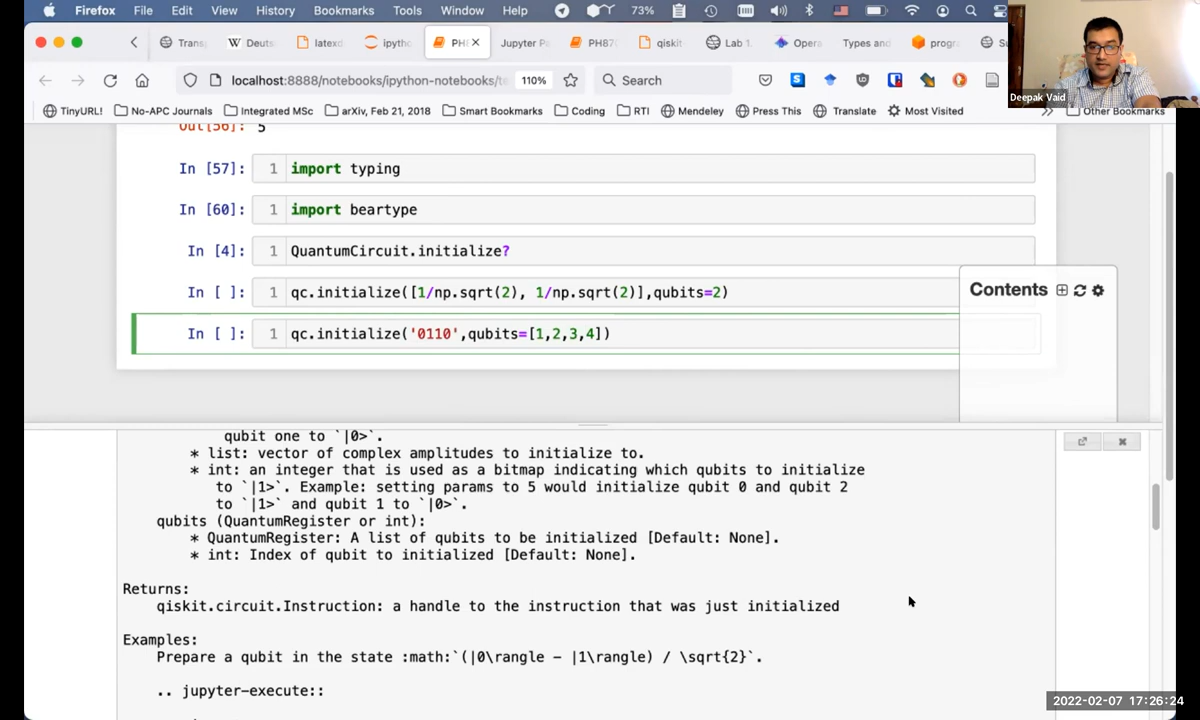 Firefox File Edit View History Bookmarks Tools Window Help 73%
Trans Deuts latexd ipytho PH Jupyter Pa PH87 qiskit Lab 1. Opera Types and progr Su
localhost:8888/notebooks/ipython-notebooks/te 110% Search
Deepak Vaid
TinyURL! No-APC Journals Integrated MSc arXiv, Feb 21, 2018 Smart Bookmarks Coding RTI Mendeley Press This Translate Most Visited Other Bookmarks
Out[56]: 5
In [57]: 1 import typing
In [60]: 1 import beartype
In [4]: 1 QuantumCircuit.initialize?
In [ ]: 1 qc.initialize([1/np.sqrt(2), 1/np.sqrt(2)],qubits=2)
Contents
In [ ]: 1 qc.initialize('0110',qubits=[1,2,3,4])
qubit one to `|0>`.
* list: vector of complex amplitudes to initialize to.
* int: an integer that is used as a bitmap indicating which qubits to initialize
to `|1>`. Example: setting params to 5 would initialize qubit 0 and qubit 2
to `|1>` and qubit 1 to `|0>`.
qubits (QuantumRegister or int):
* QuantumRegister: A list of qubits to be initialized [Default: None].
* int: Index of qubit to initialized [Default: None].
Returns:
qiskit.circuit.Instruction: a handle to the instruction that was just initialized
Examples:
Prepare a qubit in the state :math:`(|0\rangle - |1\rangle) / \sqrt{2}`.
.. jupyter-execute::
2022-02-07 17:26:24